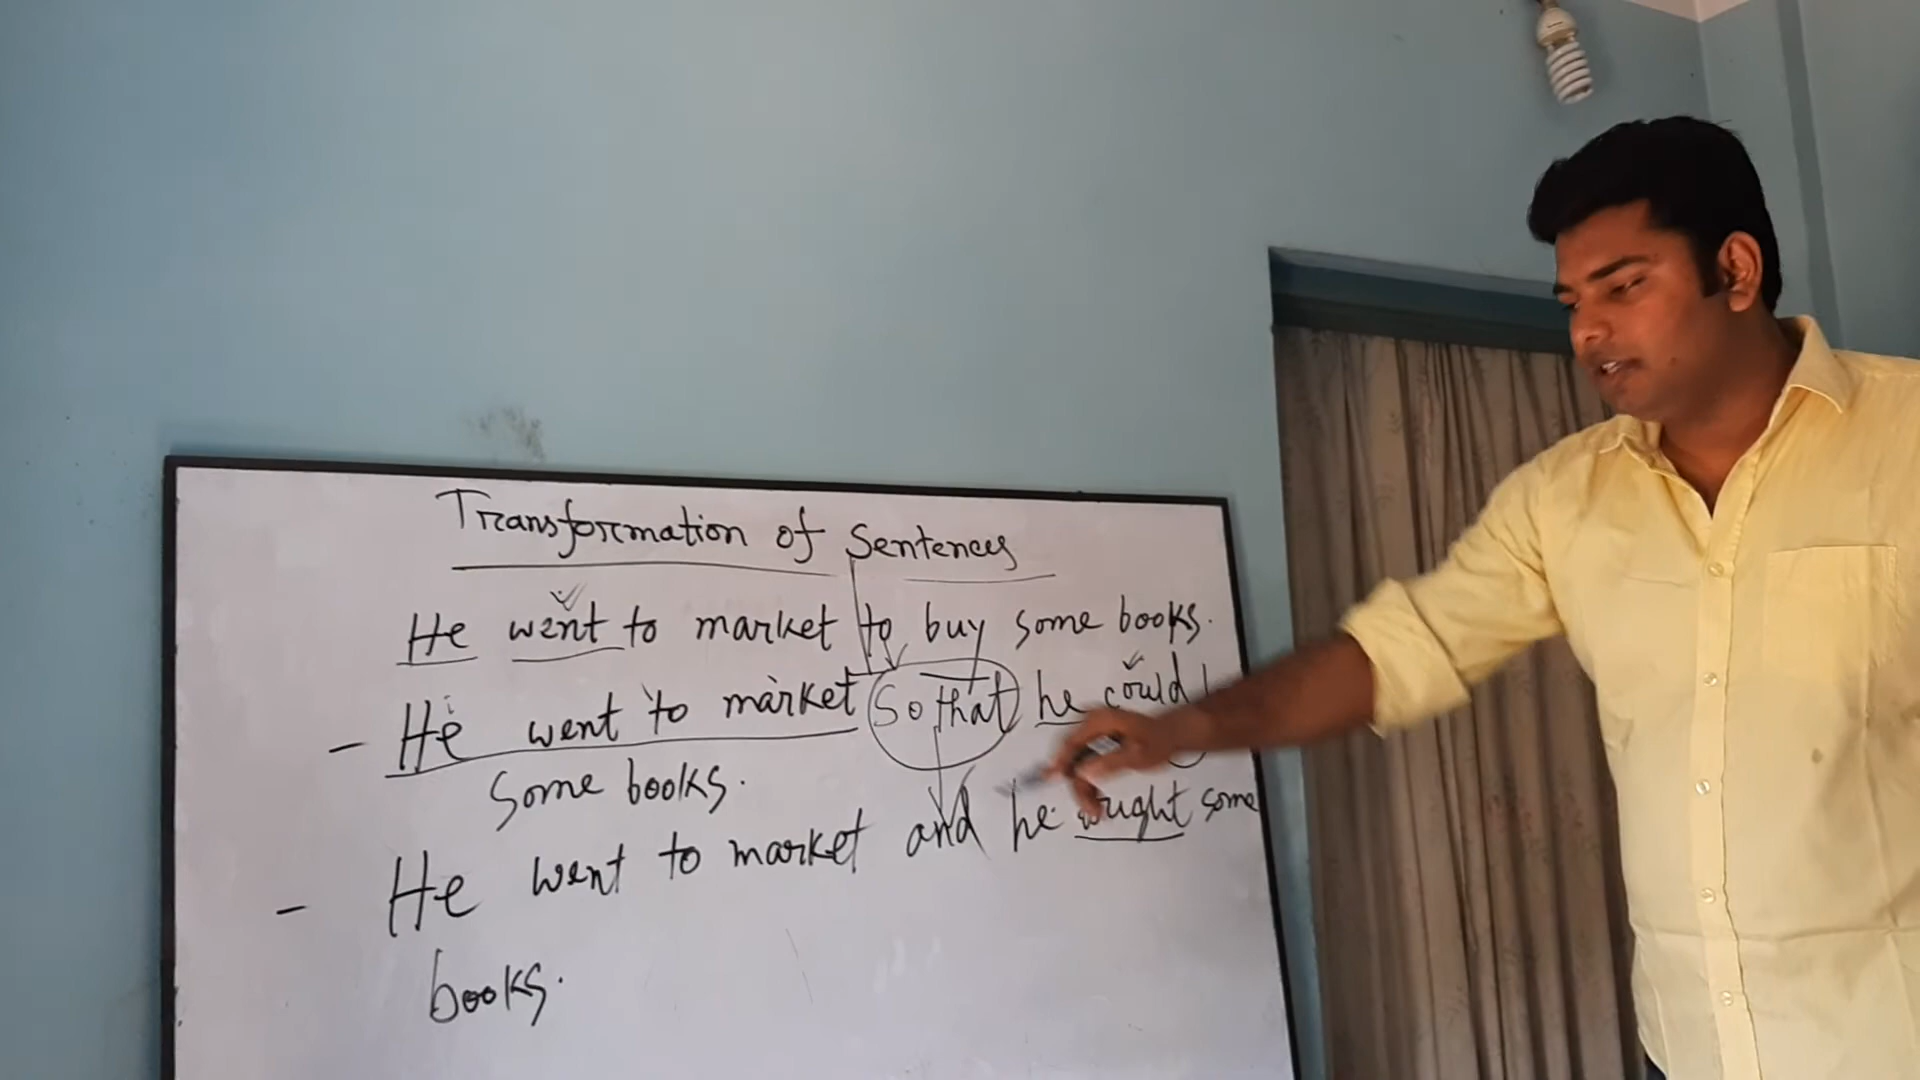 Transformation of Sentences
He went to market to buy some books.
He went to market so that he could
some books.
He went to market and he some
books.